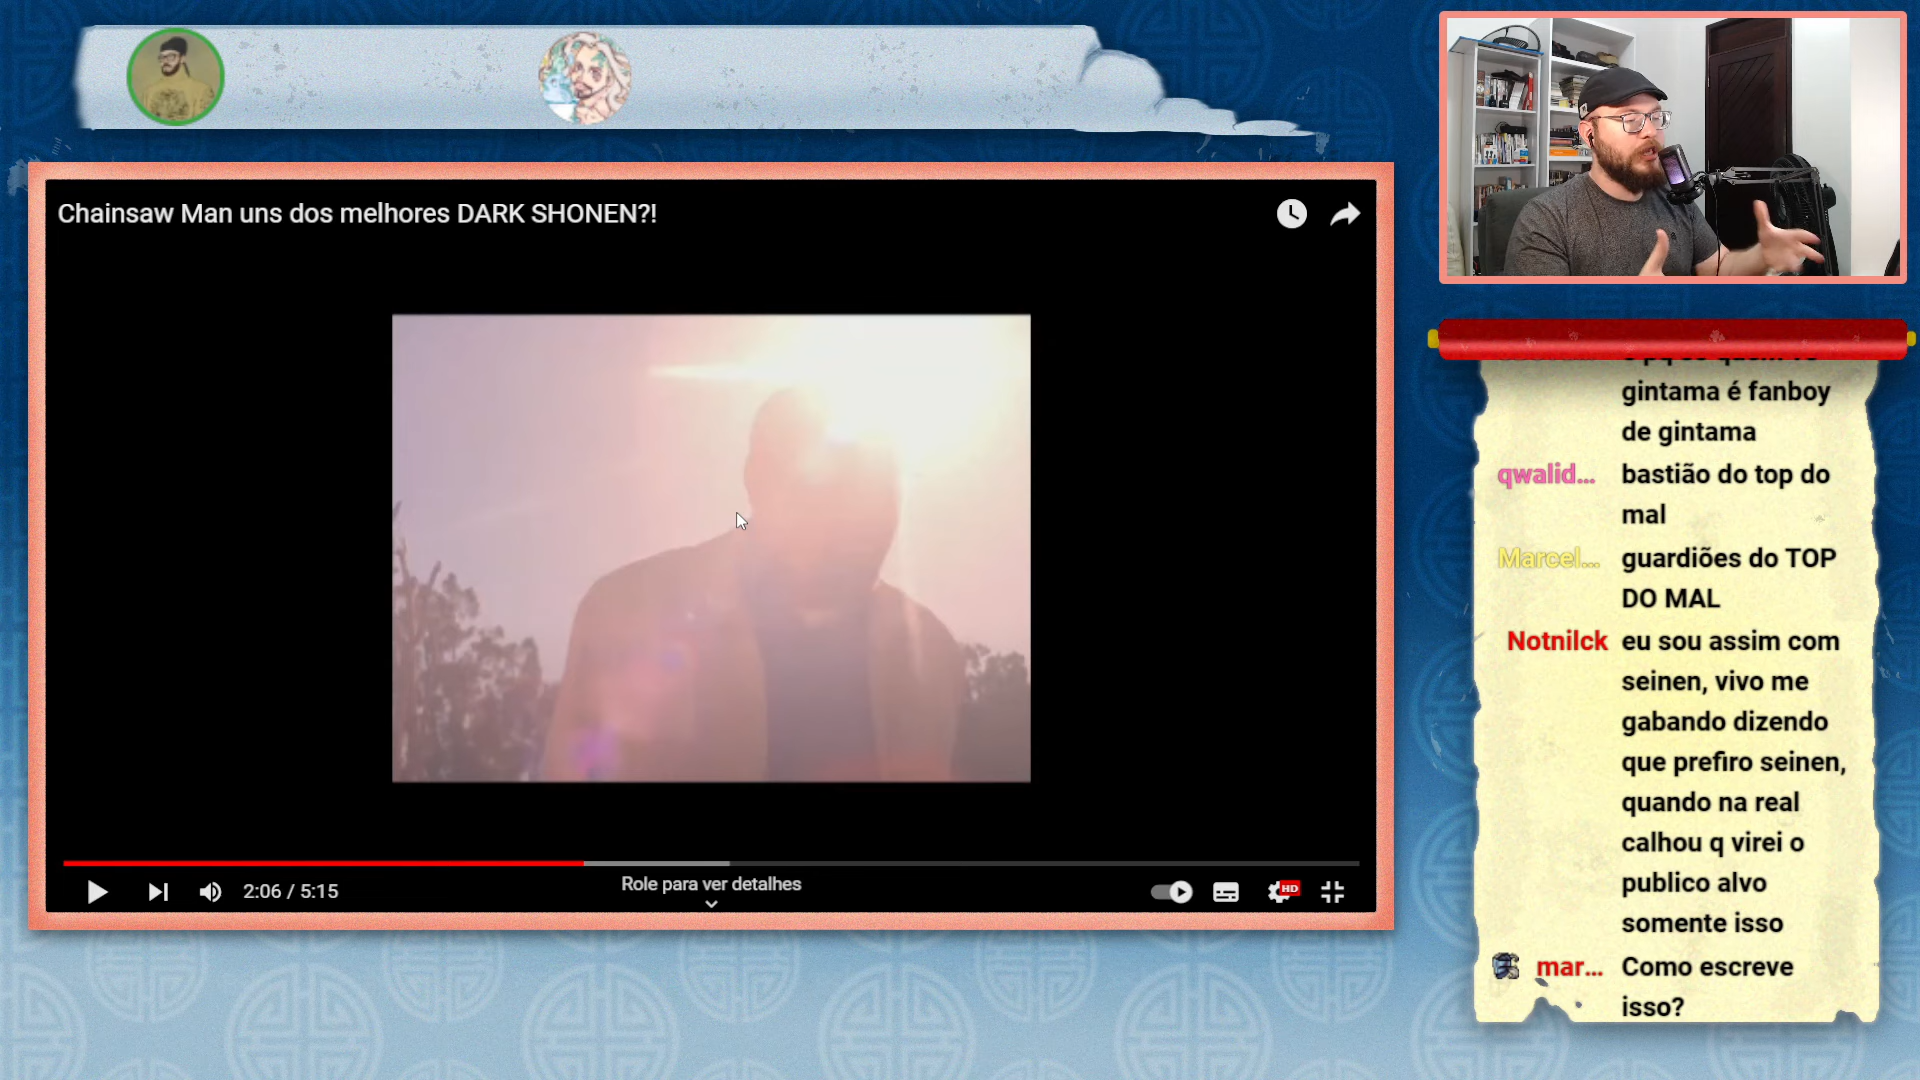 Chainsaw Man uns dos melhores DARK SHONEN?!
2:06 / 5:15
Role para ver detalhes
HD
gintama é fanboy
de gintama
qwalid... bastião do top do
mal
Marcel... guardiões do TOP
DO MAL
Notnilck eu sou assim com
seinen, vivo me
gabando dizendo
que prefiro seinen,
quando na real
calhou q virei o
publico alvo
somente isso
mar... Como escreve
isso?